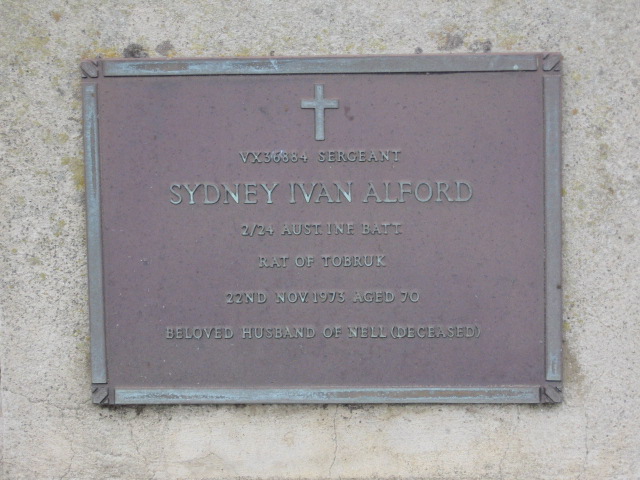 VX36884 SERGEANT
SYDNEY IVAN ALFORD
2/24 AUST. INF. BATT.
RAT OF TOBRUK
22ND NOV. 1973 AGED 70
BELOVED HUSBAND OF NELL (DECEASED)